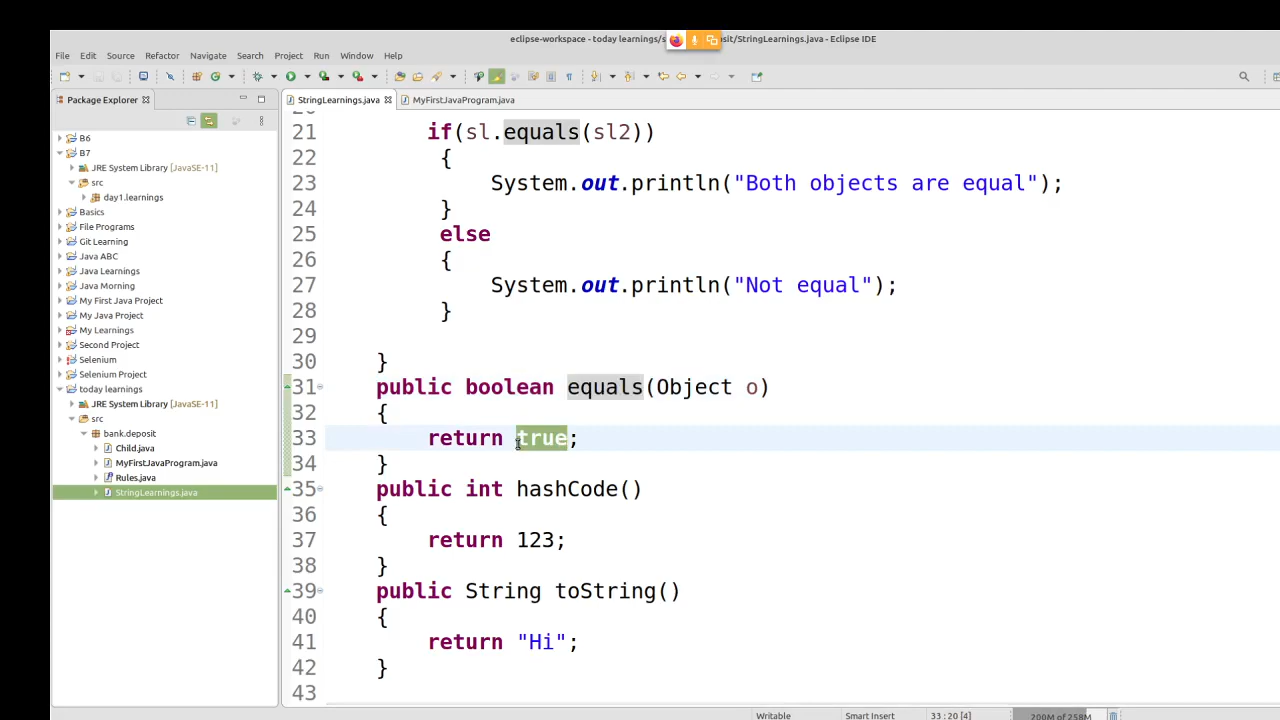 eclipse-workspace - today learnings/s sit/StringLearnings.java - Eclipse IDE
File Edit Source Refactor Navigate Search Project Run Window Help
Package Explorer
StringLearnings.java
MyFirstJavaProgram.java
B6
B7
JRE System Library [JavaSE-11]
src
day1.learnings
Basics
File Programs
Git Learning
Java ABC
Java Learnings
Java Morning
My First Java Project
My Java Project
My Learnings
Second Project
Selenium
Selenium Project
today learnings
JRE System Library [JavaSE-11]
src
bank.deposit
Child.java
MyFirstJavaProgram.java
Rules.java
StringLearnings.java
21 if(sl.equals(sl2))
22 {
23 System.out.println("Both objects are equal");
24 }
25 else
26 {
27 System.out.println("Not equal");
28 }
29
30 }
31 public boolean equals(Object o)
32 {
33 return true;
34 }
35 public int hashCode()
36 {
37 return 123;
38 }
39 public String toString()
40 {
41 return "Hi";
42 }
43
Writable Smart Insert 33 : 20 [4] 200M of 258M